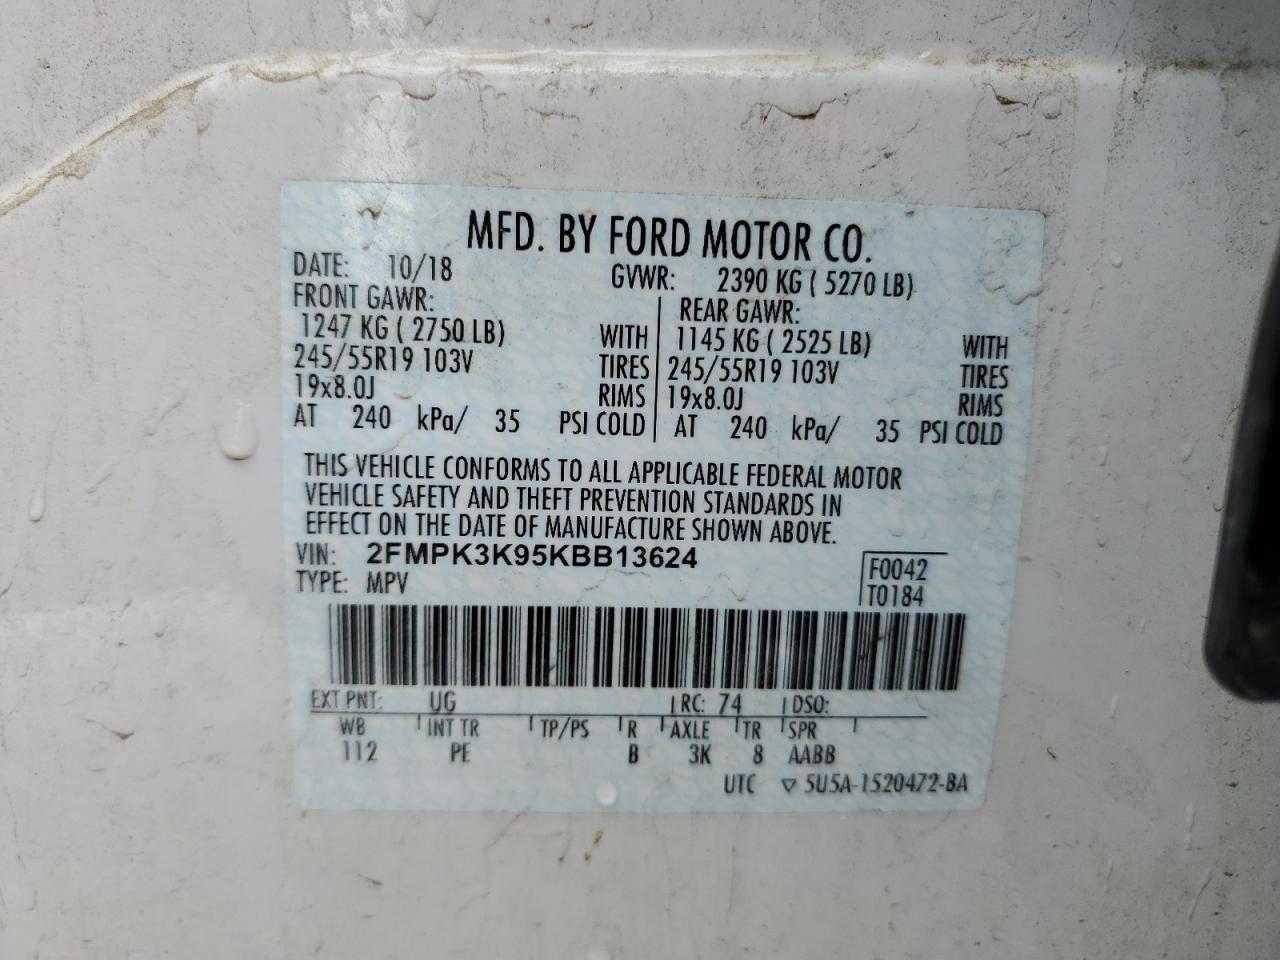 MFD. BY FORD MOTOR CO.
DATE: 10/18 GVWR: 2390 KG ( 5270 LB)
FRONT GAWR: REAR GAWR:
1247 KG ( 2750 LB) WITH 1145 KG ( 2525 LB) WITH
245/55R19 103V TIRES 245/55R19 103V TIRES
19x8.0J RIMS 19x8.0J RIMS
AT 240 kPa/ 35 PSI COLD AT 240 kPa/ 35 PSI COLD
THIS VEHICLE CONFORMS TO ALL APPLICABLE FEDERAL MOTOR
VEHICLE SAFETY AND THEFT PREVENTION STANDARDS IN
EFFECT ON THE DATE OF MANUFACTURE SHOWN ABOVE.
VIN: 2FMPK3K95KBB13624
TYPE: MPV
F0042
T0184
EXT PNT: UG RC: 74 DSO:
WB INT TR TP/PS R AXLE TR SPR
112 PE B 3K 8 AABB
UTC ▽ 5U5A-1520472-BA